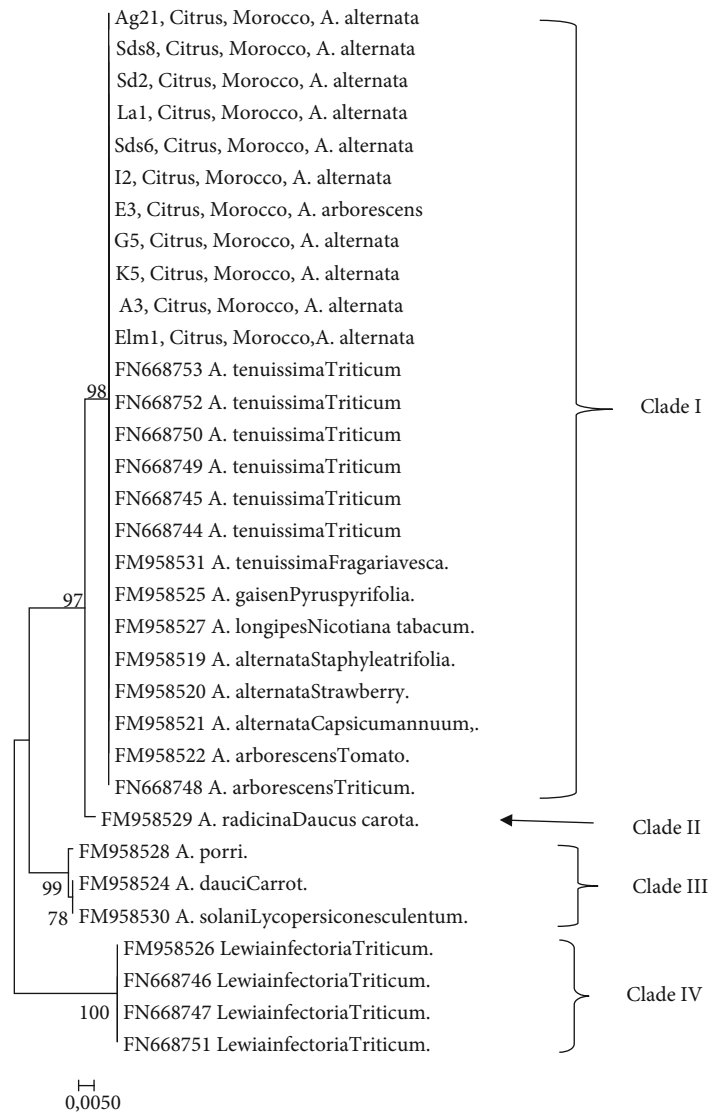 Ag21, Citrus, Morocco, A. alternata
Sds8, Citrus, Morocco, A. alternata
Sd2, Citrus, Morocco, A. alternata
La1, Citrus, Morocco, A. alternata
Sds6, Citrus, Morocco, A. alternata
I2, Citrus, Morocco, A. alternata
E3, Citrus, Morocco, A. arborescens
G5, Citrus, Morocco, A. alternata
K5, Citrus, Morocco, A. alternata
A3, Citrus, Morocco, A. alternata
Elm1, Citrus, Morocco,A. alternata
FN668753 A. tenuissimaTriticum
98
FN668752 A. tenuissimaTriticum
Clade I
FN668750 A. tenuissimaTriticum
FN668749 A. tenuissimaTriticum
FN668745 A. tenuissimaTriticum
FN668744 A. tenuissimaTriticum
FM958531 A. tenuissimaFragariavesca.
FM958525 A. gaisenPyruspyrifolia.
97
FM958527 A. longipesNicotiana tabacum.
FM958519 A. alternataStaphyleatrifolia.
FM958520 A. alternataStrawberry.
FM958521 A. alternataCapsicumannuum,.
FM958522 A. arborescensTomato.
FN668748 A. arborescensTriticum.
FM958529 A. radicinaDaucus carota.
Clade II
FM958528 A. porri.
99
FM958524 A. dauciCarrot.
Clade III
78
FM958530 A. solaniLycopersiconesculentum.
FM958526 LewiainfectoriaTriticum.
FN668746 LewiainfectoriaTriticum.
Clade IV
100
FN668747 LewiainfectoriaTriticum.
FN668751 LewiainfectoriaTriticum.
0,0050